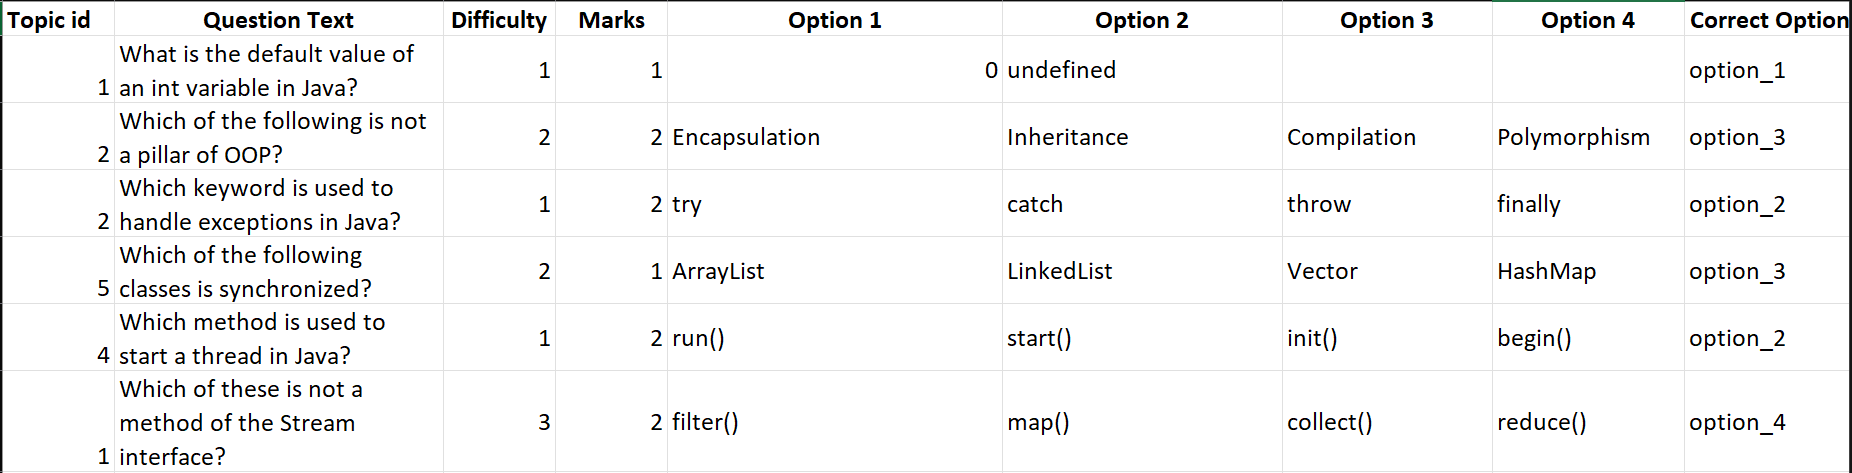 Topic id Question Text Difficulty Marks Option 1 Option 2 Option 3 Option 4 Correct Option
What is the default value of
1 an int variable in Java? 1 1 0 undefined option_1
Which of the following is not
2 a pillar of OOP? 2 2 Encapsulation Inheritance Compilation Polymorphism option_3
Which keyword is used to
2 handle exceptions in Java? 1 2 try catch throw finally option_2
Which of the following
5 classes is synchronized? 2 1 ArrayList LinkedList Vector HashMap option_3
Which method is used to
4 start a thread in Java? 1 2 run() start() init() begin() option_2
Which of these is not a
method of the Stream 3 2 filter() map() collect() reduce() option_4
1 interface?